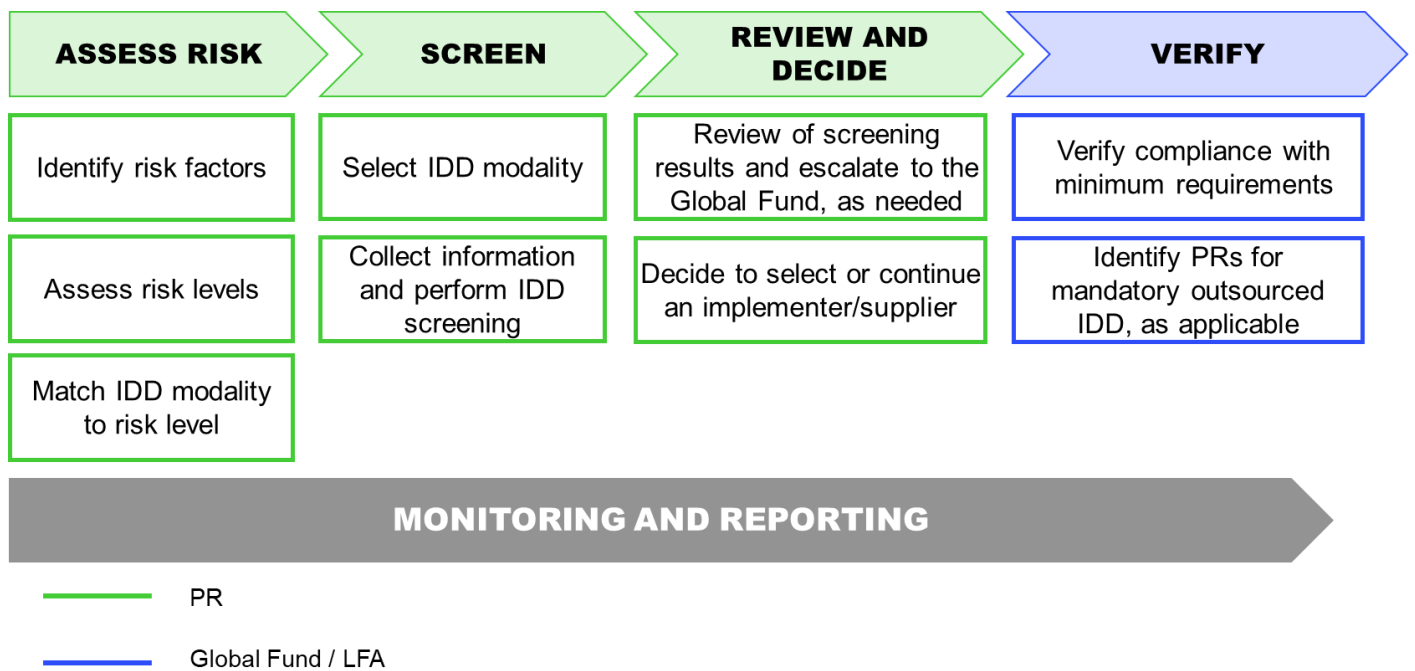 ASSESS RISK
SCREEN
REVIEW AND
DECIDE
VERIFY
Identify risk factors
Assess risk levels
Match IDD modality
to risk level
Select IDD modality
Collect information
and perform IDD
screening
Review of screening
results and escalate to the
Global Fund, as needed
Decide to select or continue
an implementer/supplier
Verify compliance with
minimum requirements
Identify PRs for
mandatory outsourced
IDD, as applicable
MONITORING AND REPORTING
PR
Global Fund / LFA